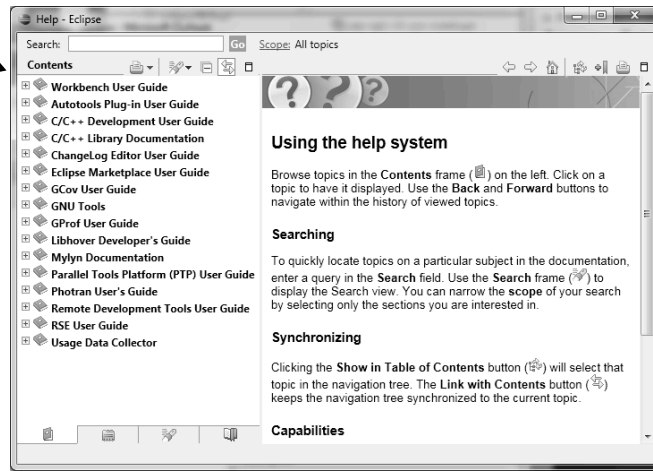 Help - Eclipse
Search:
Go
Scope: All topics
Contents
Workbench User Guide
Autotools Plug-in User Guide
C/C++ Development User Guide
C/C++ Library Documentation
ChangeLog Editor User Guide
Eclipse Marketplace User Guide
GCov User Guide
GNU Tools
GProf User Guide
Libhover Developer's Guide
Mylyn Documentation
Parallel Tools Platform (PTP) User Guide
Photran User's Guide
Remote Development Tools User Guide
RSE User Guide
Usage Data Collector
Using the help system
Browse topics in the Contents frame ( ) on the left. Click on a
topic to have it displayed. Use the Back and Forward buttons to
navigate within the history of viewed topics.
Searching
To quickly locate topics on a particular subject in the documentation,
enter a query in the Search field. Use the Search frame ( ) to
display the Search view. You can narrow the scope of your search
by selecting only the sections you are interested in.
Synchronizing
Clicking the Show in Table of Contents button ( ) will select that
topic in the navigation tree. The Link with Contents button ( )
keeps the navigation tree synchronized to the current topic.
Capabilities